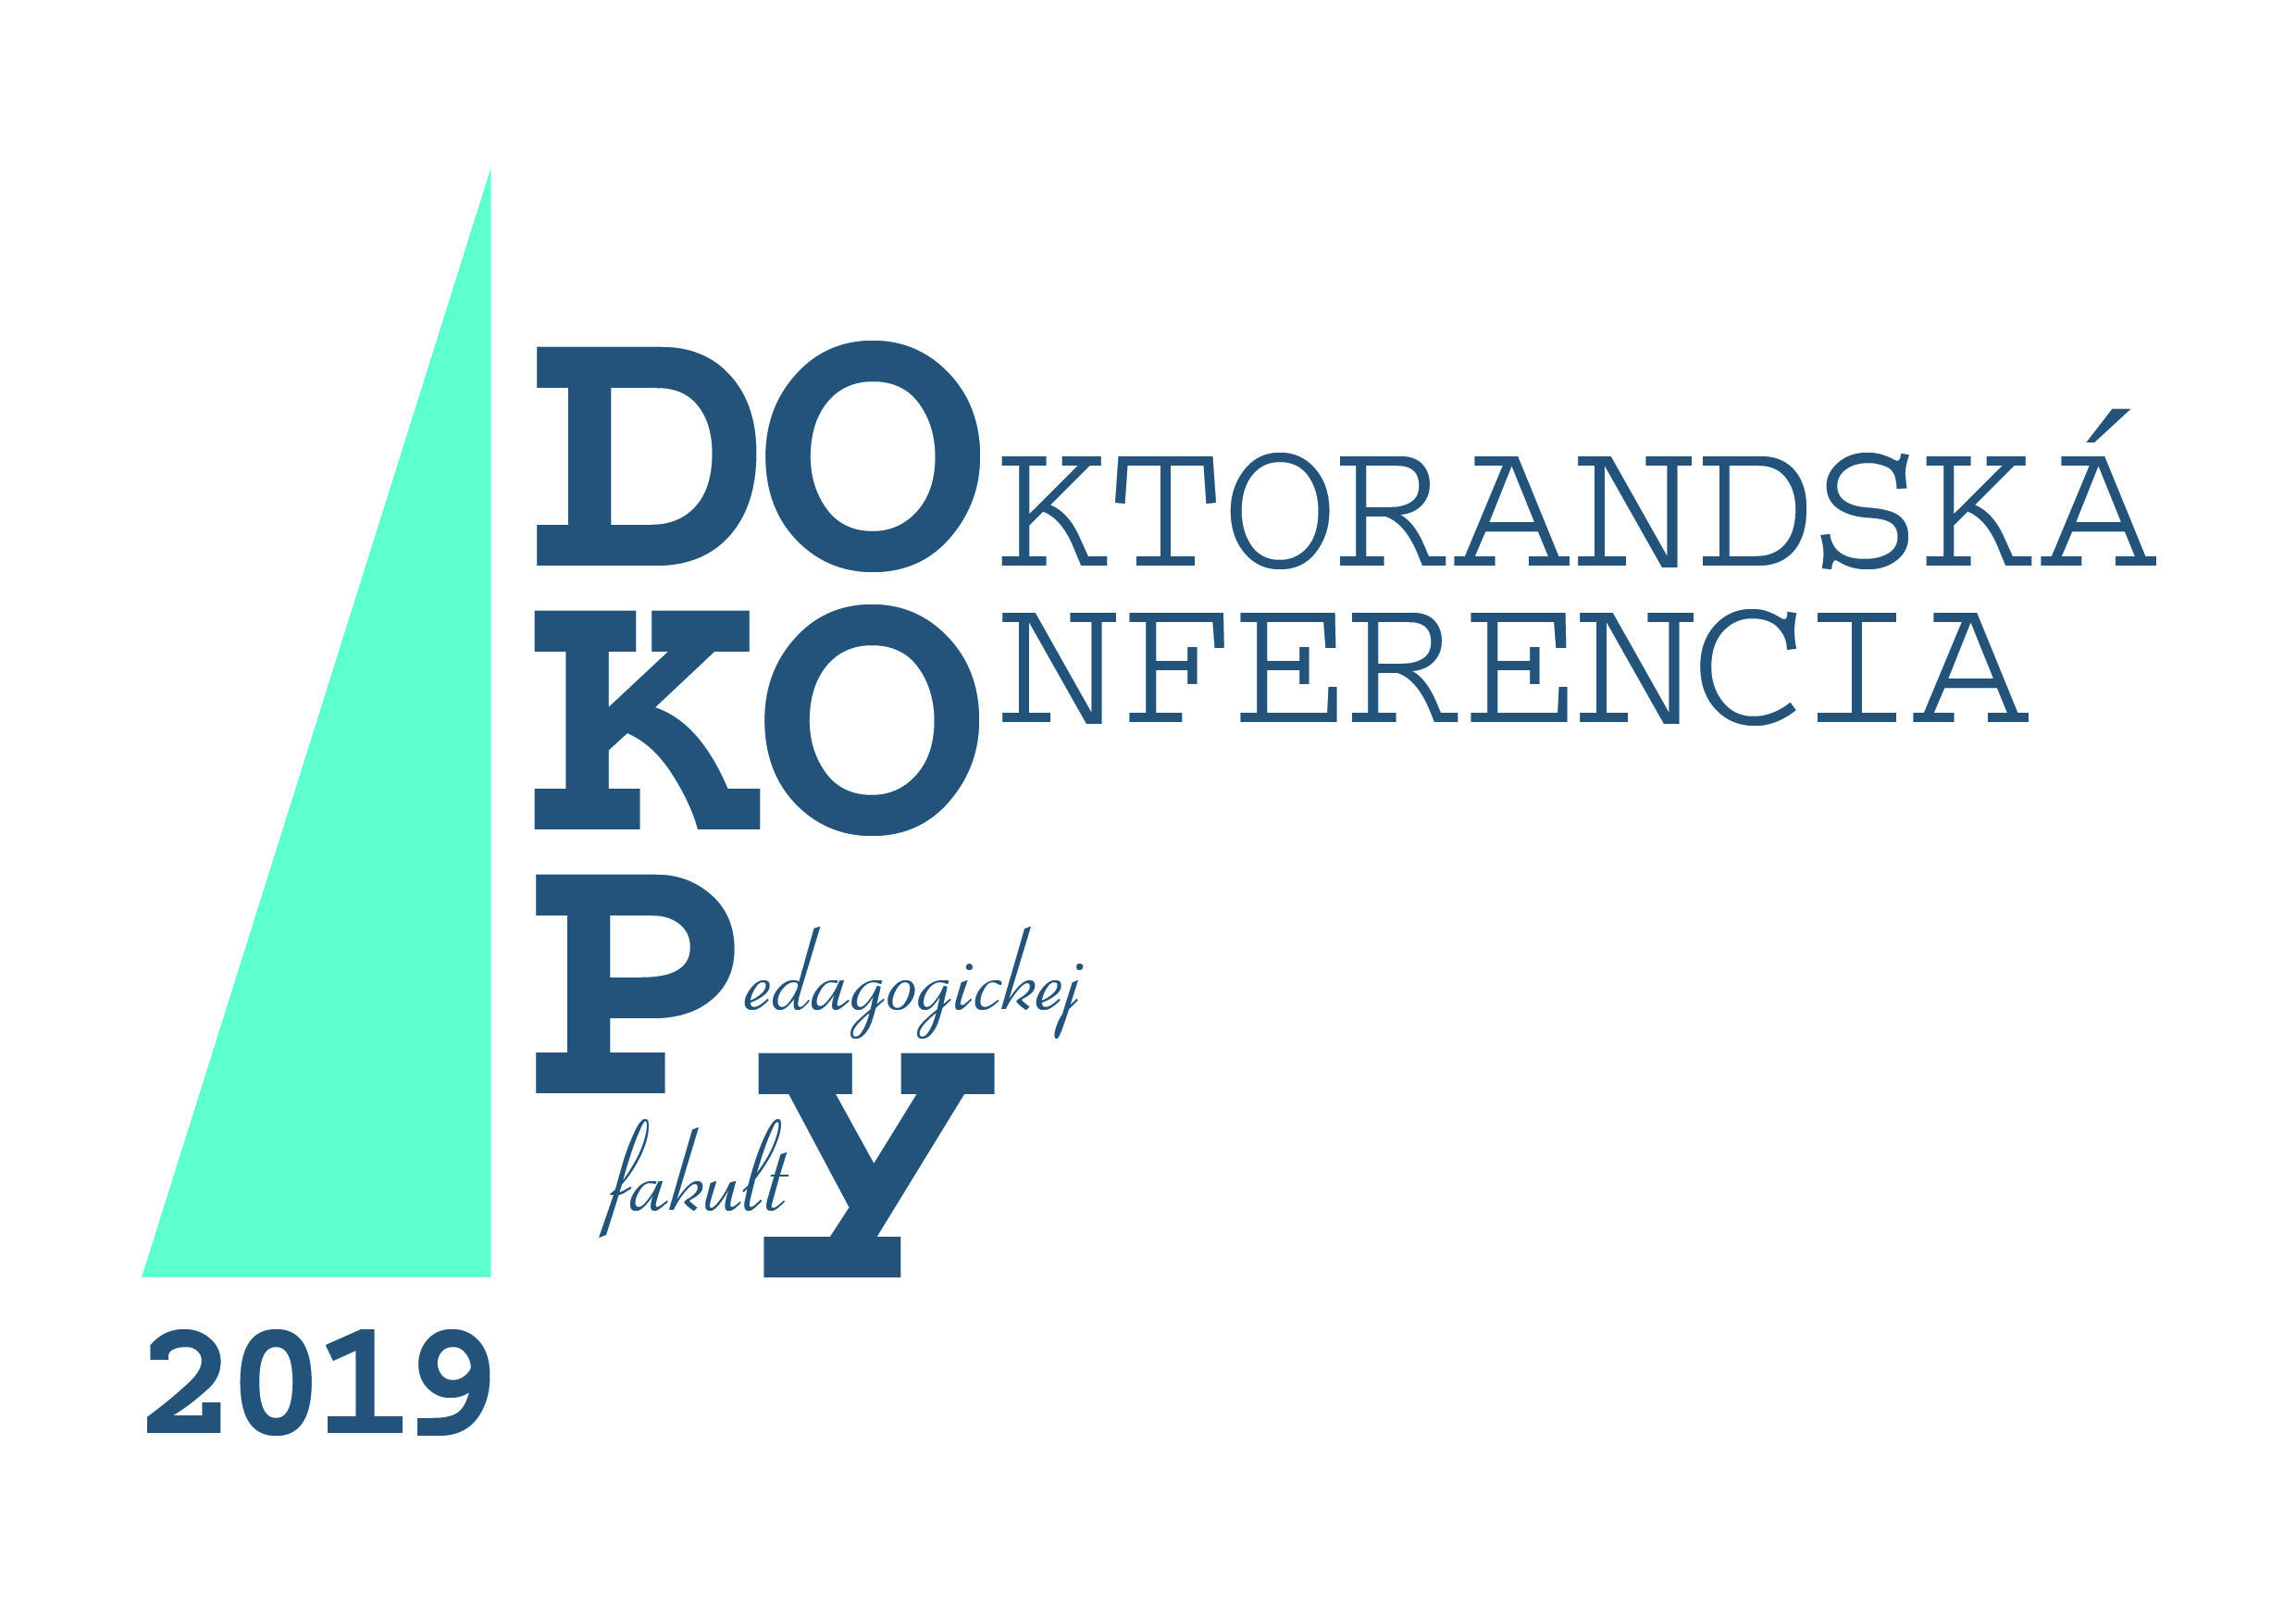 DOKTORANDSKÁ
KONFERENCIA
Pedagogickej
fakultY
2019